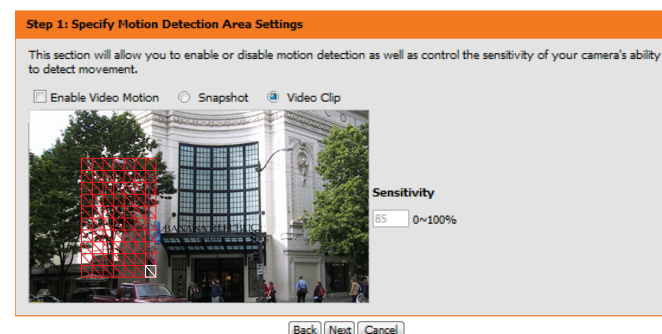 Step 1: Specify Motion Detection Area Settings
This section will allow you to enable or disable motion detection as well as control the sensitivity of your camera's ability
to detect movement.
Enable Video Motion Snapshot Video Clip
BANANA REPUBLIC
Sensitivity
85 0~100%
Back Next Cancel